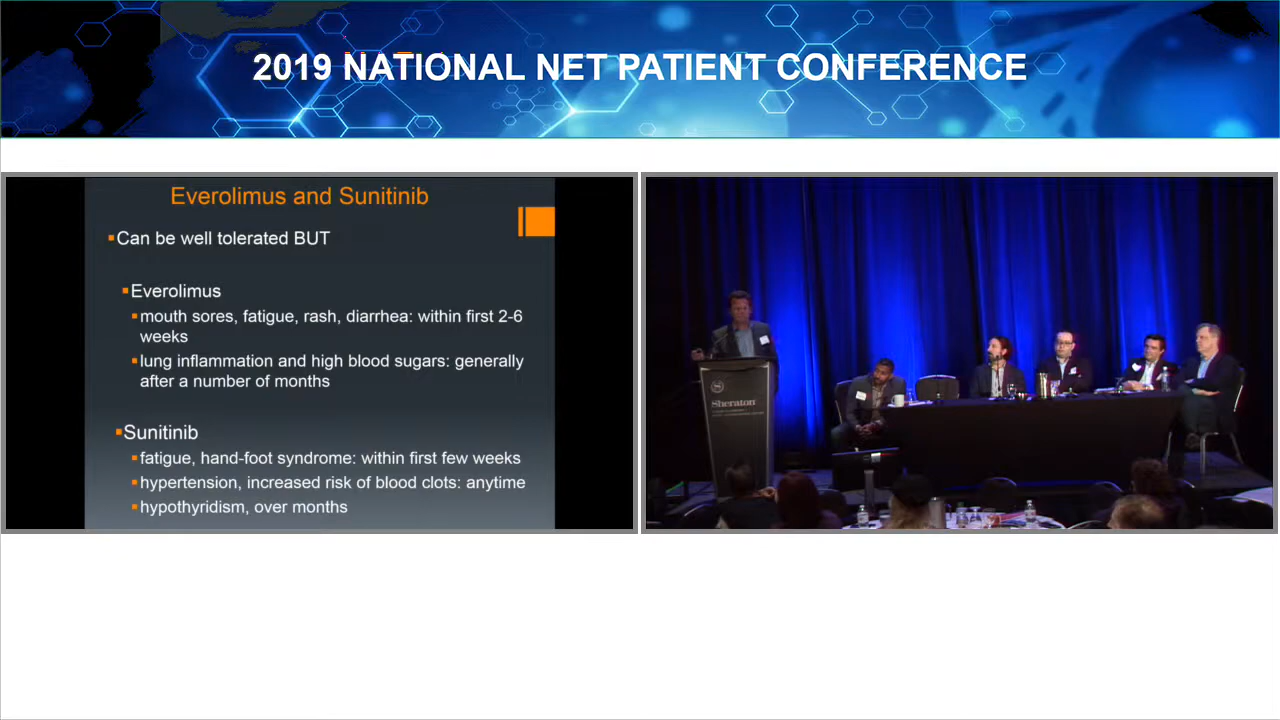 2019 NATIONAL NET PATIENT CONFERENCE
Everolimus and Sunitinib
Can be well tolerated BUT
Everolimus
mouth sores, fatigue, rash, diarrhea: within first 2-6
weeks
lung inflammation and high blood sugars: generally
after a number of months
Sunitinib
fatigue, hand-foot syndrome: within first few weeks
hypertension, increased risk of blood clots: anytime
hypothyridism, over months
Sheraton